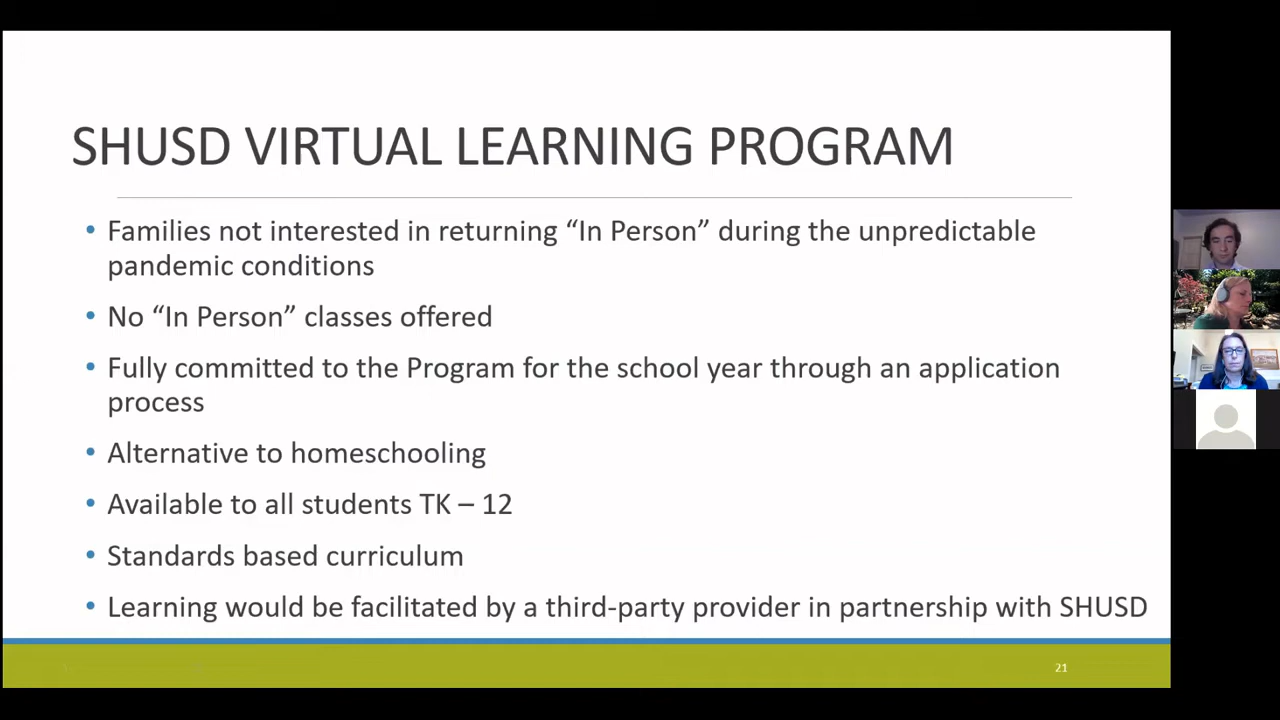 SHUSD VIRTUAL LEARNING PROGRAM
• Families not interested in returning “In Person” during the unpredictable
pandemic conditions
• No “In Person” classes offered
• Fully committed to the Program for the school year through an application
process
• Alternative to homeschooling
• Available to all students TK – 12
• Standards based curriculum
• Learning would be facilitated by a third-party provider in partnership with SHUSD
21